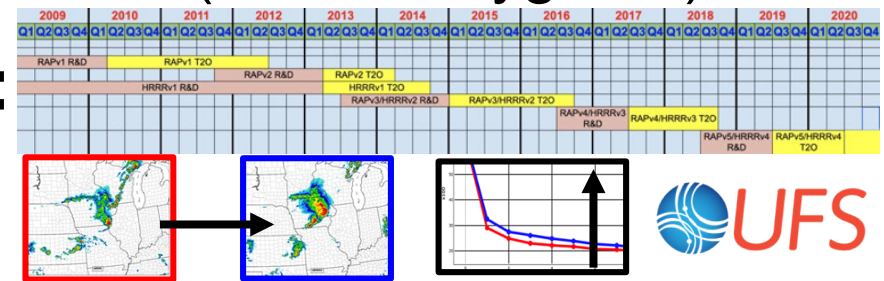 2009 2010 2011 2012 2013 2014 2015 2016 2017 2018 2019 2020
Q1 Q2 Q3 Q4 Q1 Q2 Q3 Q4 Q1 Q2 Q3 Q4 Q1 Q2 Q3 Q4 Q1 Q2 Q3 Q4 Q1 Q2 Q3 Q4 Q1 Q2 Q3 Q4 Q1 Q2 Q3 Q4 Q1 Q2 Q3 Q4 Q1 Q2 Q3 Q4 Q1 Q2 Q3 Q4 Q1 Q2 Q3 Q4
RAPv1 R&D RAPv1 T2O
RAPv2 R&D RAPv2 T2O
HRRRv1 R&D HRRRv1 T2O
RAPv3/HRRRv2 R&D RAPv3/HRRRv2 T2O
RAPv4/HRRRv3 R&D RAPv4/HRRRv3 T2O
RAPv5/HRRRv4 R&D RAPv5/HRRRv4 T2O
UFS